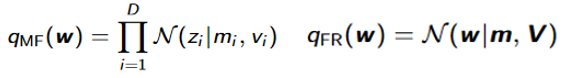 q_MF(w) = ∏_{i=1}^{D} N(z_i|m_i, v_i)   q_FR(w) = N(w|m, V)